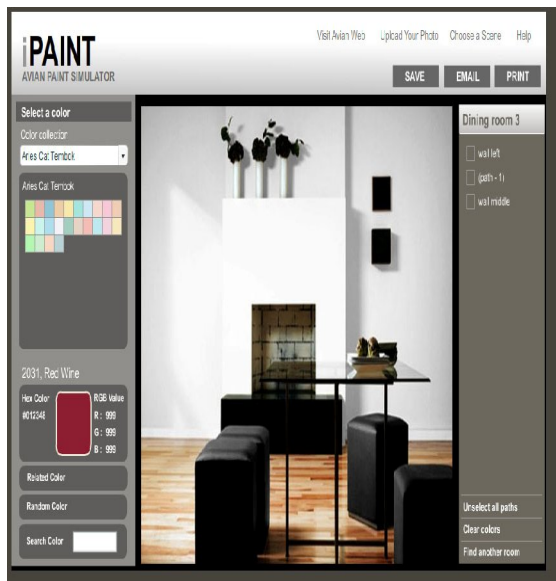 iPAINT
AVIAN PAINT SIMULATOR
Visit Avian Web Upload Your Photo Choose a Scene Help
SAVE EMAIL PRINT
Select a color
Color collection
Aries Cat Tembok
Aries Cat Tembok
2031, Red Wine
Hex Color
#012348
RGB Value
R : 999
G : 999
B : 999
Related Color
Random Color
Search Color
Dining room 3
wall left
(path - 1)
wall middle
Unselect all paths
Clear colors
Find another room